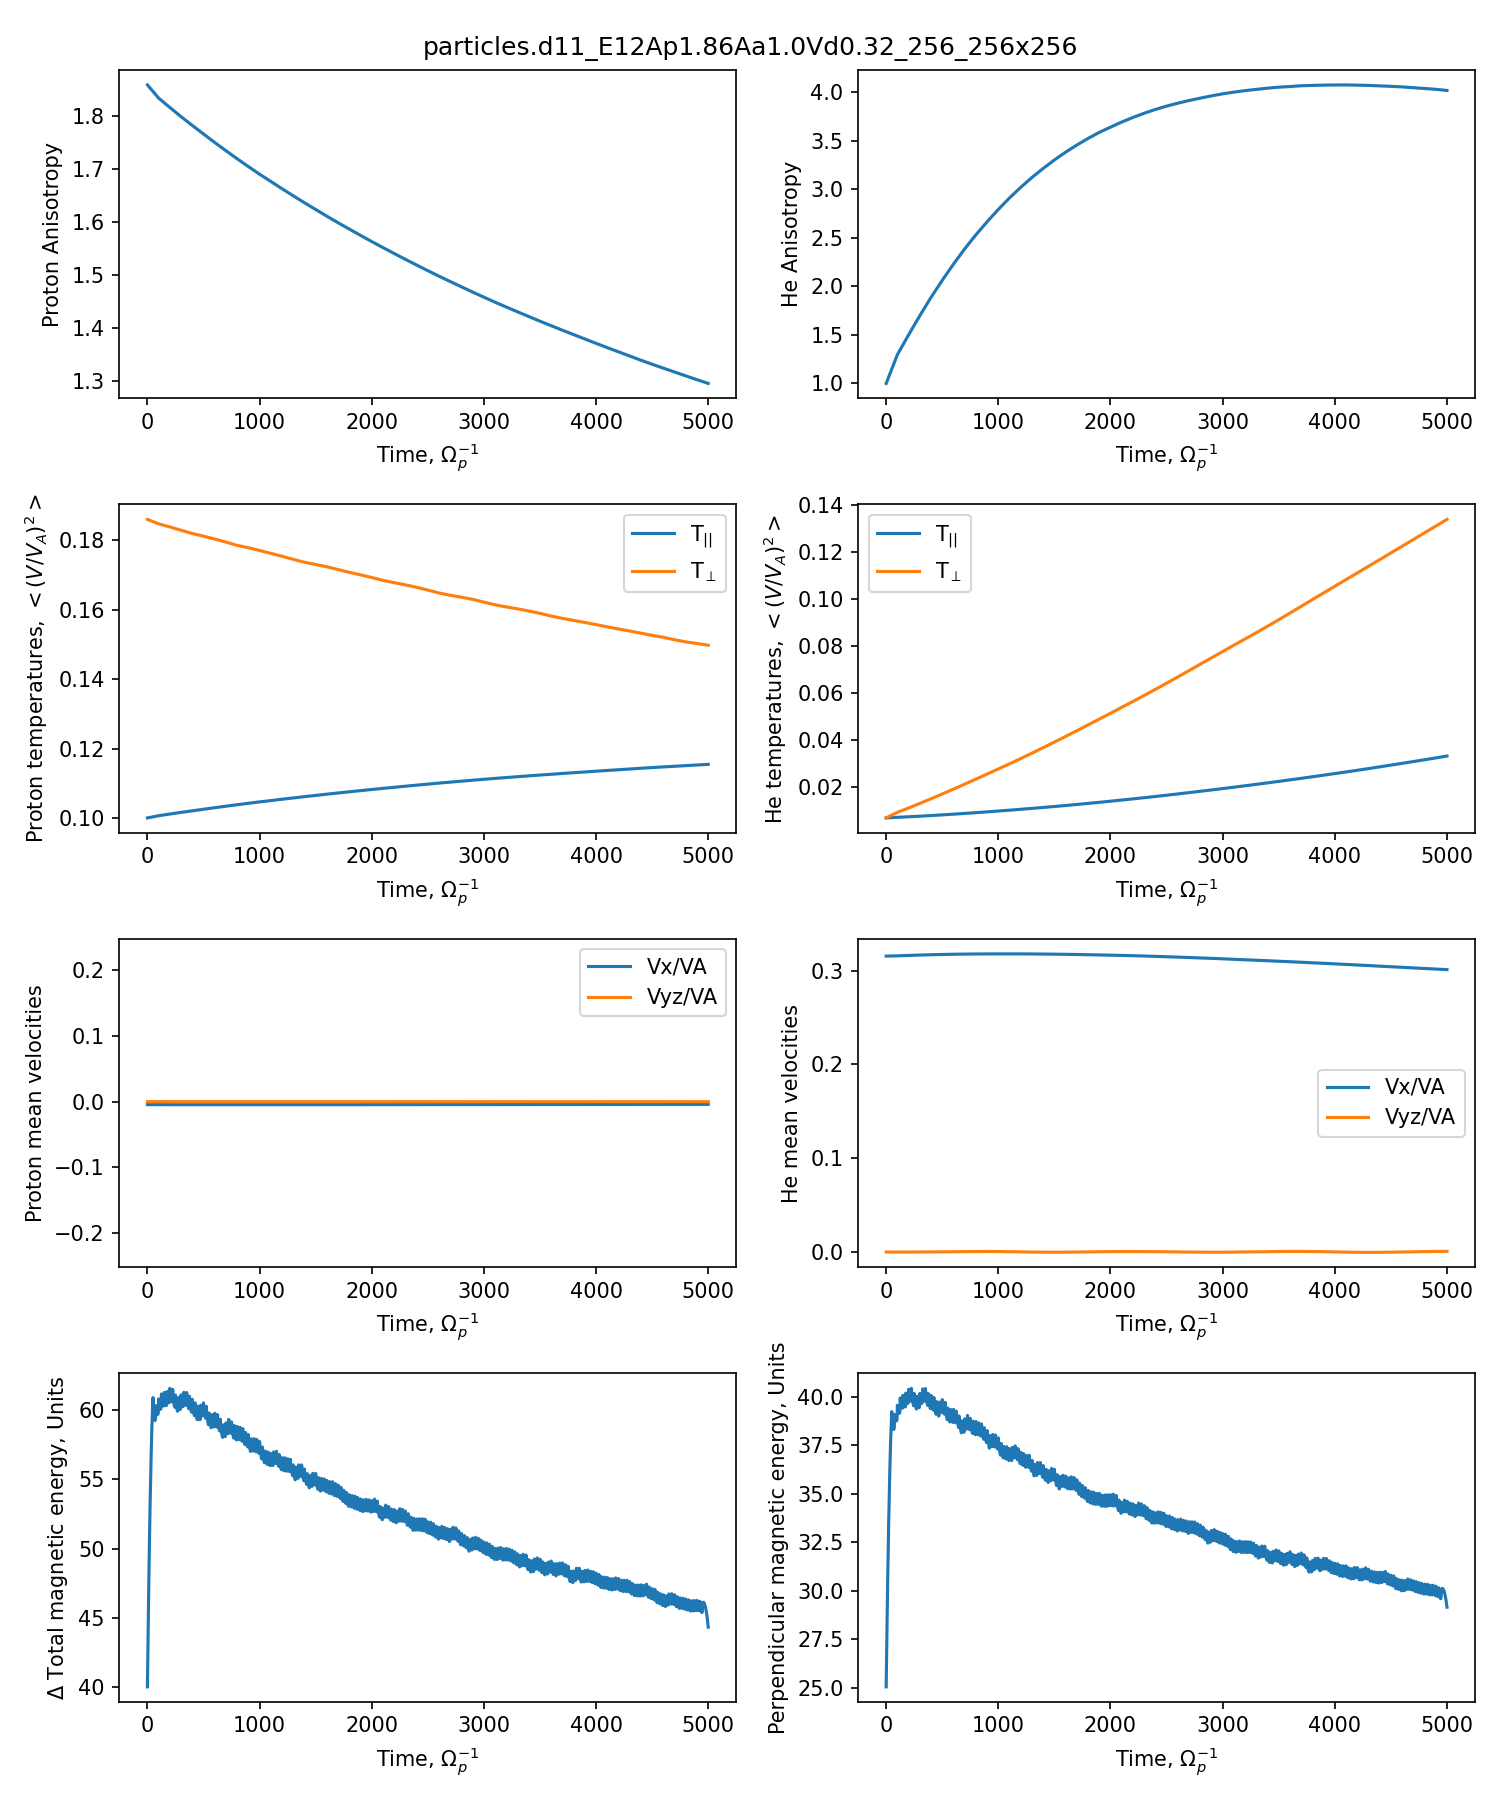 particles.d11_E12Ap1.86Aa1.0Vd0.32_256_256x256
Proton Anisotropy
1.8
1.7
1.6
1.5
1.4
1.3
0 1000 2000 3000 4000 5000
Time, Ω_p^{-1}
He Anisotropy
4.0
3.5
3.0
2.5
2.0
1.5
1.0
0 1000 2000 3000 4000 5000
Time, Ω_p^{-1}
Proton temperatures, < (V/V_A)^2 >
0.18
0.16
0.14
0.12
0.10
T_{||}
T_⊥
0 1000 2000 3000 4000 5000
Time, Ω_p^{-1}
He temperatures, < (V/V_A)^2 >
0.14
0.12
0.10
0.08
0.06
0.04
0.02
T_{||}
T_⊥
0 1000 2000 3000 4000 5000
Time, Ω_p^{-1}
Proton mean velocities
0.2
0.1
0.0
−0.1
−0.2
Vx/VA
Vyz/VA
0 1000 2000 3000 4000 5000
Time, Ω_p^{-1}
He mean velocities
0.3
0.2
0.1
0.0
Vx/VA
Vyz/VA
0 1000 2000 3000 4000 5000
Time, Ω_p^{-1}
Δ Total magnetic energy, Units
60
55
50
45
40
0 1000 2000 3000 4000 5000
Time, Ω_p^{-1}
Perpendicular magnetic energy, Units
40.0
37.5
35.0
32.5
30.0
27.5
25.0
0 1000 2000 3000 4000 5000
Time, Ω_p^{-1}